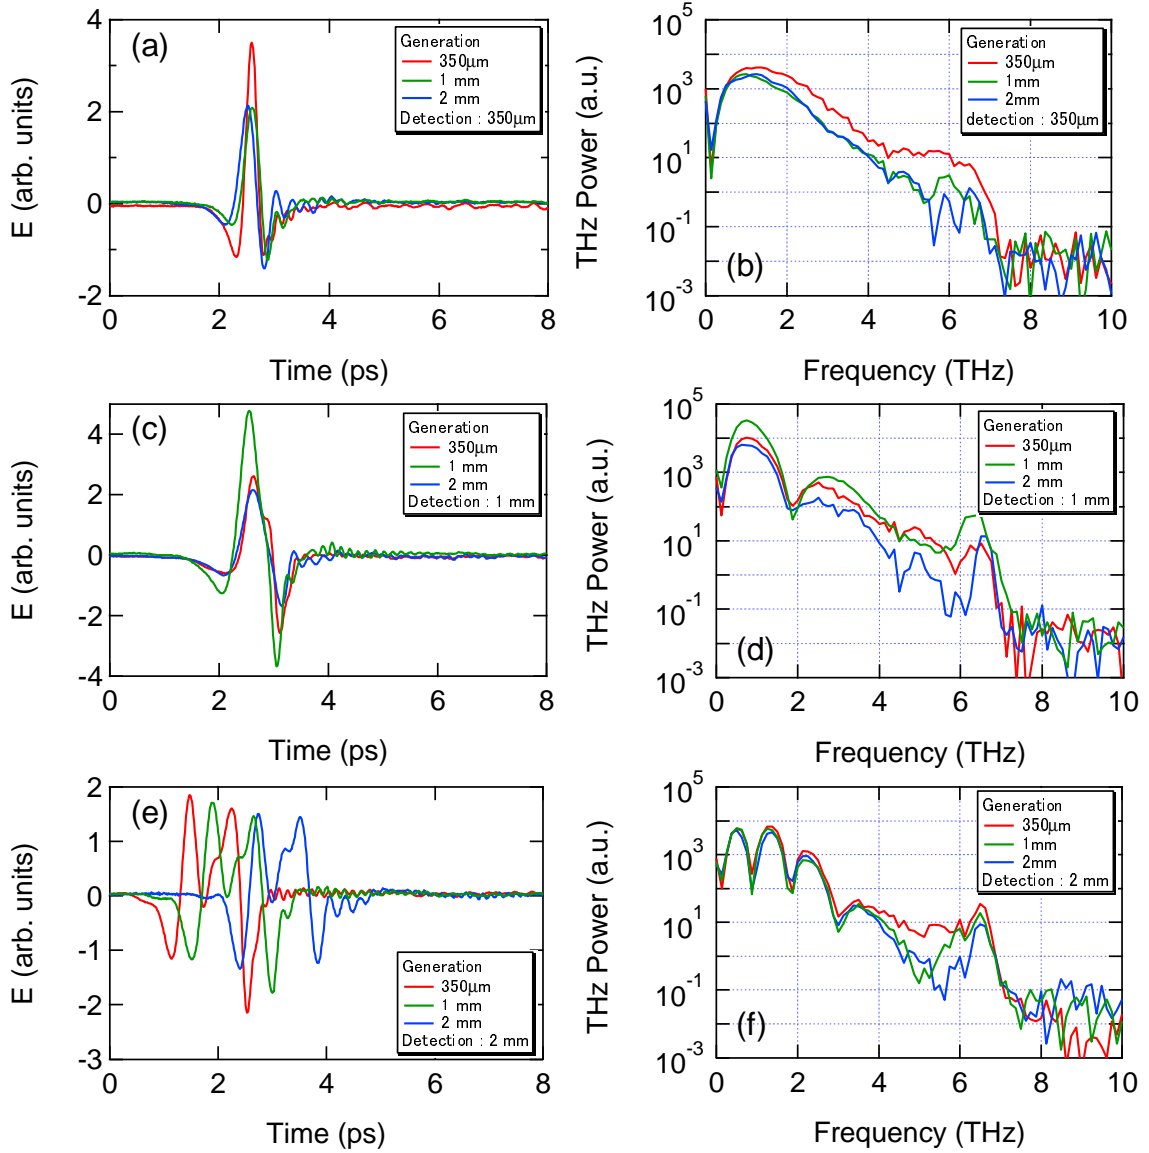 (a)
E (arb. units)
4
2
0
-2
0 2 4 6 8
Time (ps)
Generation
350μm
1 mm
2 mm
Detection : 350μm
(b)
THz Power (a.u.)
10^5
10^3
10^1
10^-1
10^-3
0 2 4 6 8 10
Frequency (THz)
Generation
350μm
1mm
2mm
detection : 350μm
(c)
E (arb. units)
4
2
0
-2
-4
0 2 4 6 8
Time (ps)
Generation
350μm
1 mm
2 mm
Detection : 1 mm
(d)
THz Power (a.u.)
10^5
10^3
10^1
10^-1
10^-3
0 2 4 6 8 10
Frequency (THz)
Generation
350μm
1 mm
2 mm
Detection : 1 mm
(e)
E (arb. units)
2
1
0
-1
-2
-3
0 2 4 6 8
Time (ps)
Generation
350μm
1 mm
2 mm
Detection : 2 mm
(f)
THz Power (a.u.)
10^5
10^3
10^1
10^-1
10^-3
0 2 4 6 8 10
Frequency (THz)
Generation
350μm
1mm
2mm
Detection : 2 mm